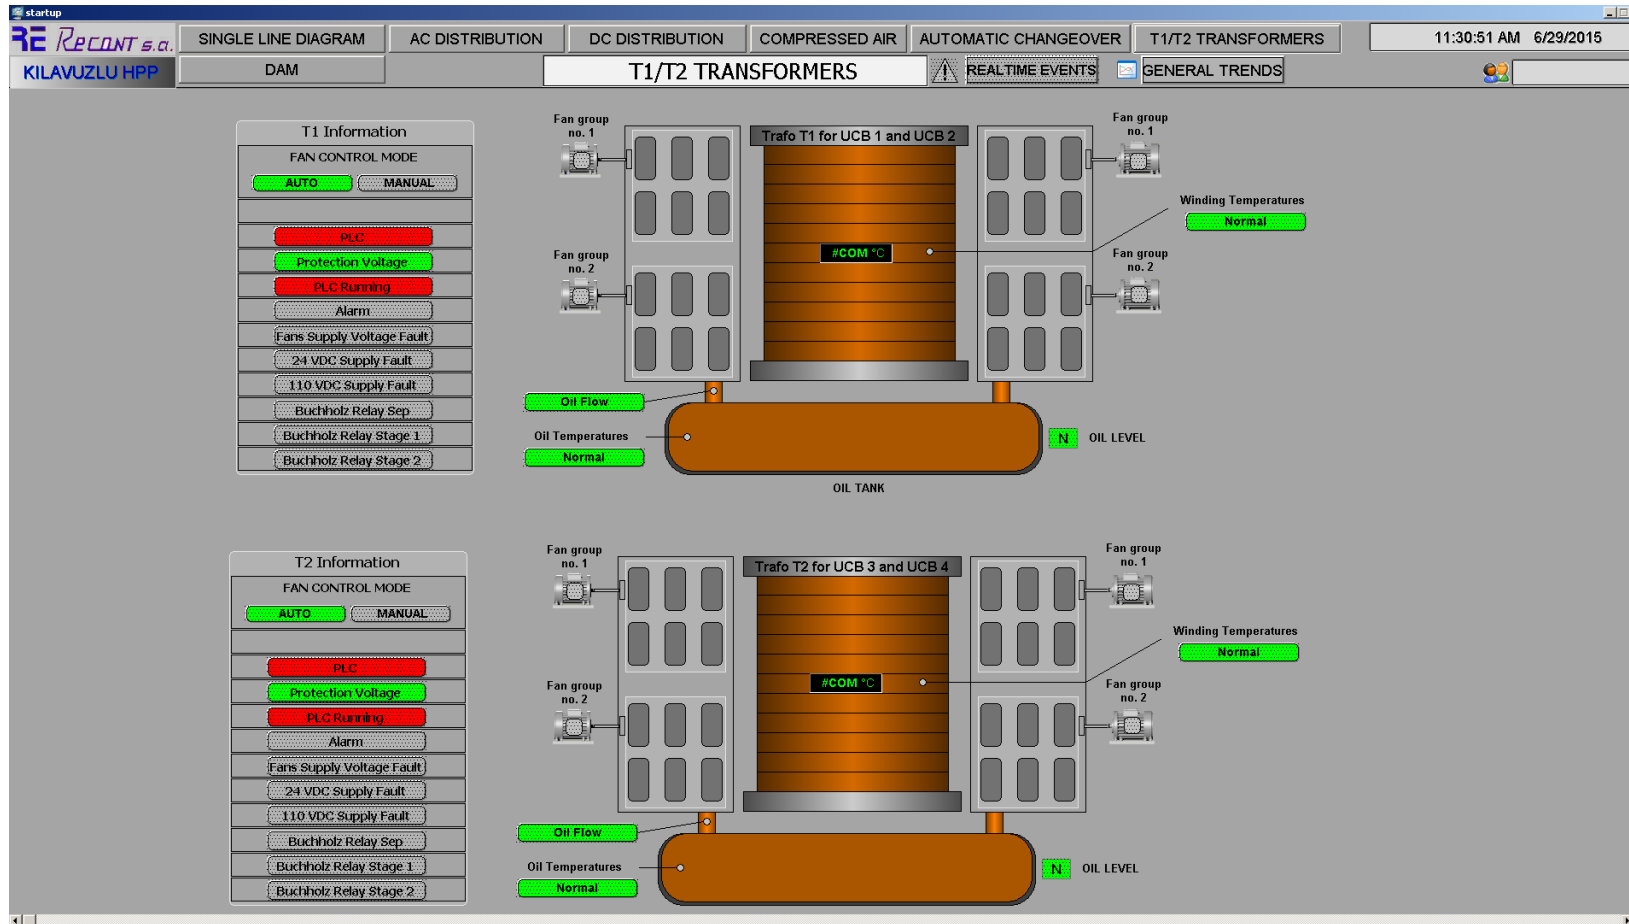 startup
RE Recont s.a.
SINGLE LINE DIAGRAM
AC DISTRIBUTION
DC DISTRIBUTION
COMPRESSED AIR
AUTOMATIC CHANGEOVER
T1/T2 TRANSFORMERS
11:30:51 AM 6/29/2015
KILAVUZLU HPP
DAM
T1/T2 TRANSFORMERS
REALTIME EVENTS
GENERAL TRENDS
T1 Information
FAN CONTROL MODE
AUTO
MANUAL
PLC
Protection Voltage
PLC Running
Alarm
Fans Supply Voltage Fault
24 VDC Supply Fault
110 VDC Supply Fault
Buchholz Relay Sep
Buchholz Relay Stage 1
Buchholz Relay Stage 2
Fan group
no. 1
Fan group
no. 2
Trafo T1 for UCB 1 and UCB 2
#COM °C
Fan group
no. 1
Fan group
no. 2
Winding Temperatures
Normal
Oil Flow
Oil Temperatures
Normal
N OIL LEVEL
OIL TANK
T2 Information
FAN CONTROL MODE
AUTO
MANUAL
PLC
Protection Voltage
PLC Running
Alarm
Fans Supply Voltage Fault
24 VDC Supply Fault
110 VDC Supply Fault
Buchholz Relay Sep
Buchholz Relay Stage 1
Buchholz Relay Stage 2
Fan group
no. 1
Fan group
no. 2
Trafo T2 for UCB 3 and UCB 4
#COM °C
Fan group
no. 1
Fan group
no. 2
Winding Temperatures
Normal
Oil Flow
Oil Temperatures
Normal
N OIL LEVEL